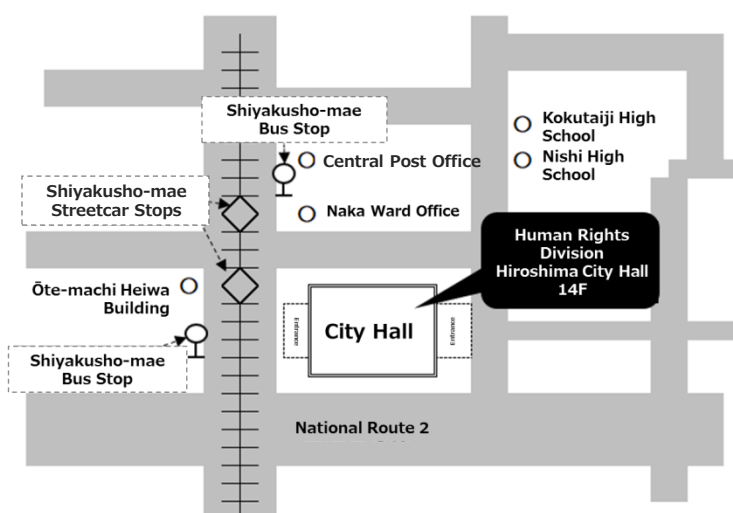 Shiyakusho-mae
Bus Stop
Central Post Office
Kokutaiji High
School
Nishi High
School
Shiyakusho-mae
Streetcar Stops
Naka Ward Office
Human Rights
Division
Hiroshima City Hall
14F
Ōte-machi Heiwa
Building
Entrance
City Hall
Entrance
Shiyakusho-mae
Bus Stop
National Route 2